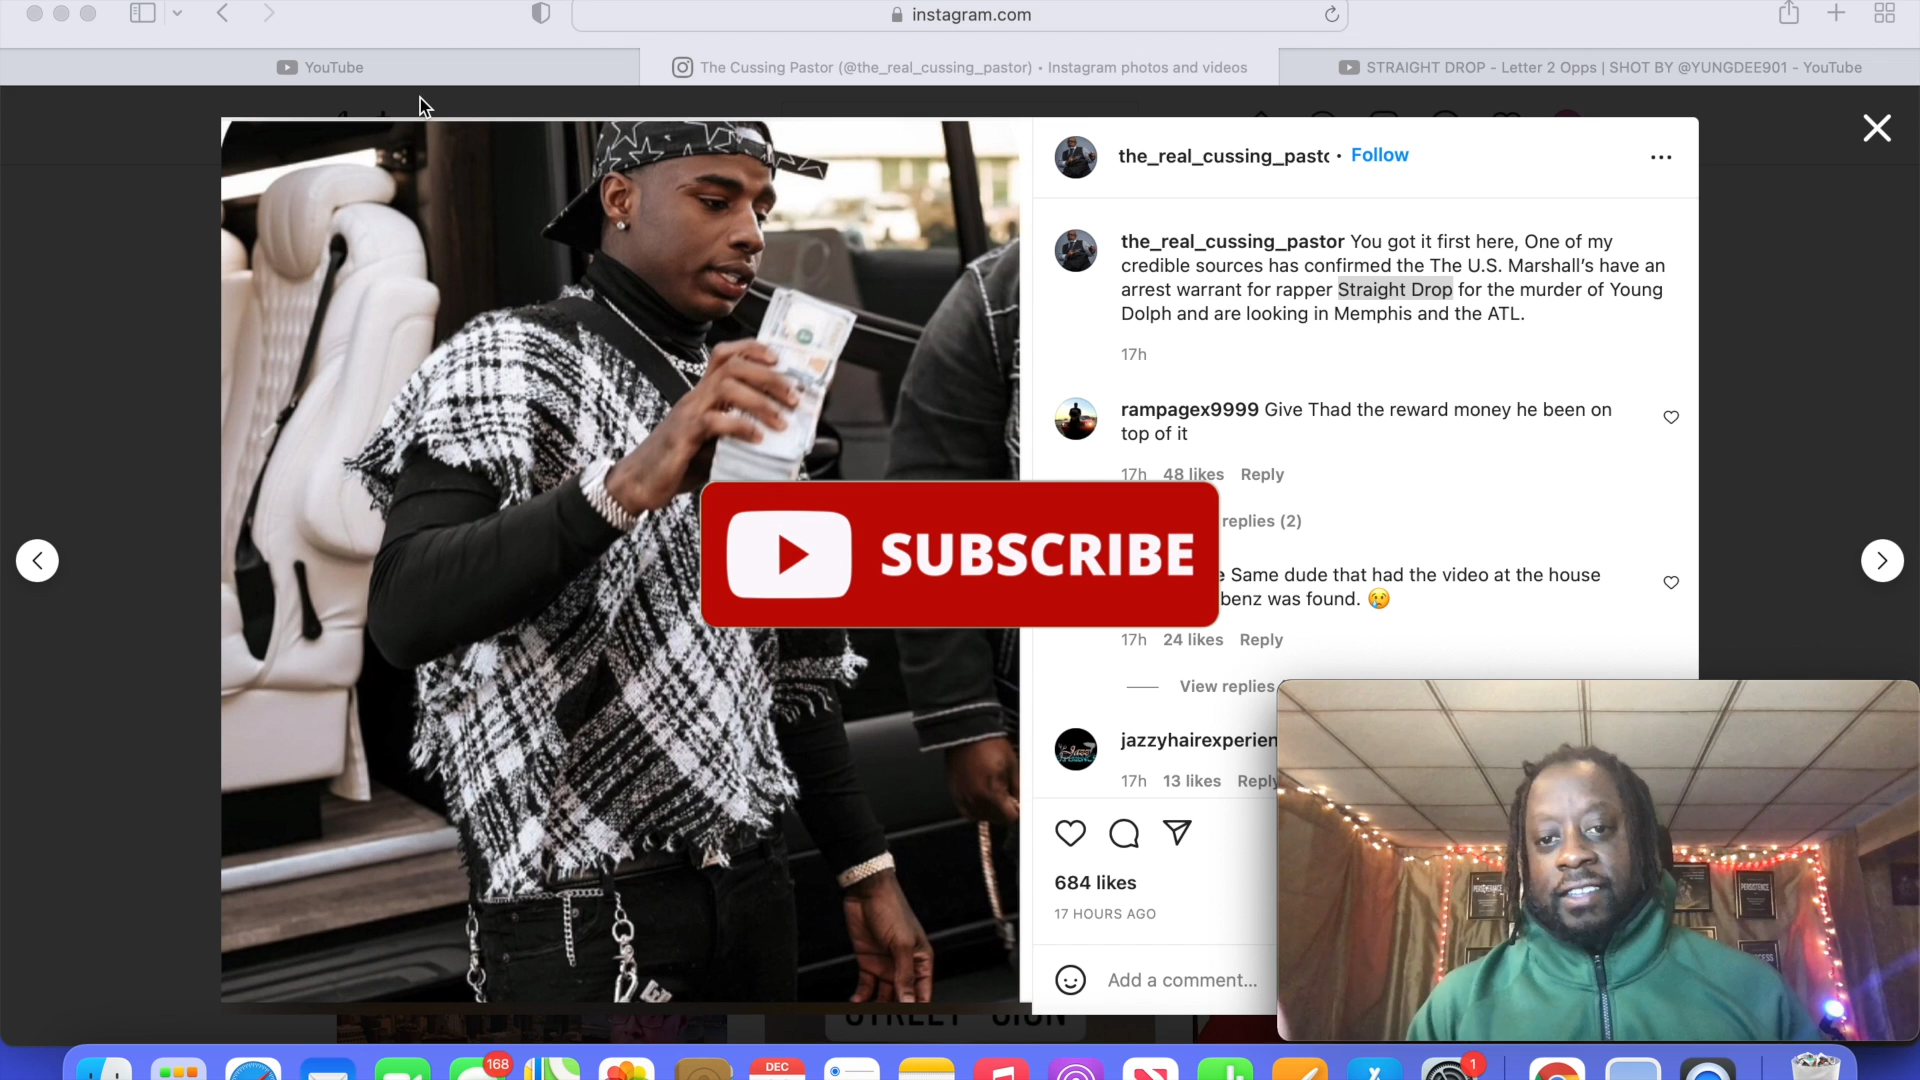 instagram.com
YouTube
The Cussing Pastor (@the_real_cussing_pastor) • Instagram photos and videos
STRAIGHT DROP - Letter 2 Opps | SHOT BY @YUNGDEE901 - YouTube
the_real_cussing_pastc • Follow
the_real_cussing_pastor You got it first here, One of my
credible sources has confirmed the The U.S. Marshall's have an
arrest warrant for rapper Straight Drop for the murder of Young
Dolph and are looking in Memphis and the ATL.
17h
rampagex9999 Give Thad the reward money he been on
top of it
17h 48 likes Reply
replies (2)
SUBSCRIBE
Same dude that had the video at the house
benz was found. 😢
17h 24 likes Reply
View replies
jazzyhairexperien
17h 13 likes Reply
684 likes
17 HOURS AGO
Add a comment...
PERSISTENCE
STREET SIGN
168
DEC
1